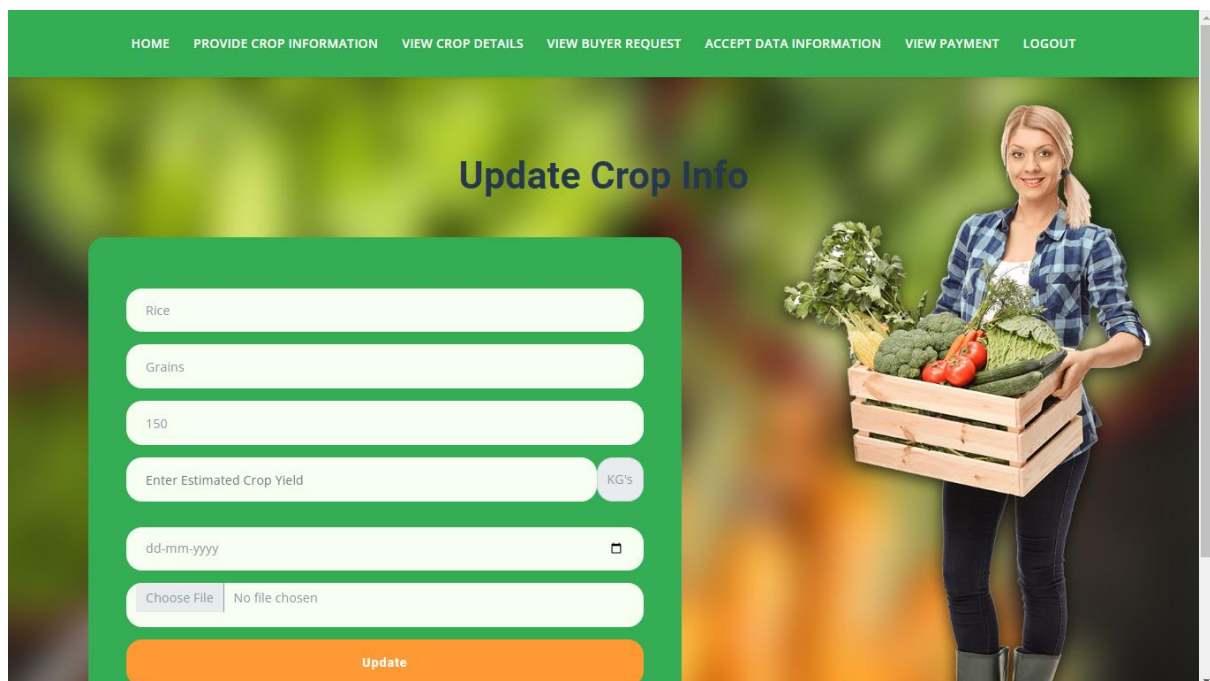 HOME PROVIDE CROP INFORMATION VIEW CROP DETAILS VIEW BUYER REQUEST ACCEPT DATA INFORMATION VIEW PAYMENT LOGOUT
Update Crop Info
Rice
Grains
150
Enter Estimated Crop Yield KG's
dd-mm-yyyy
Choose File No file chosen
Update